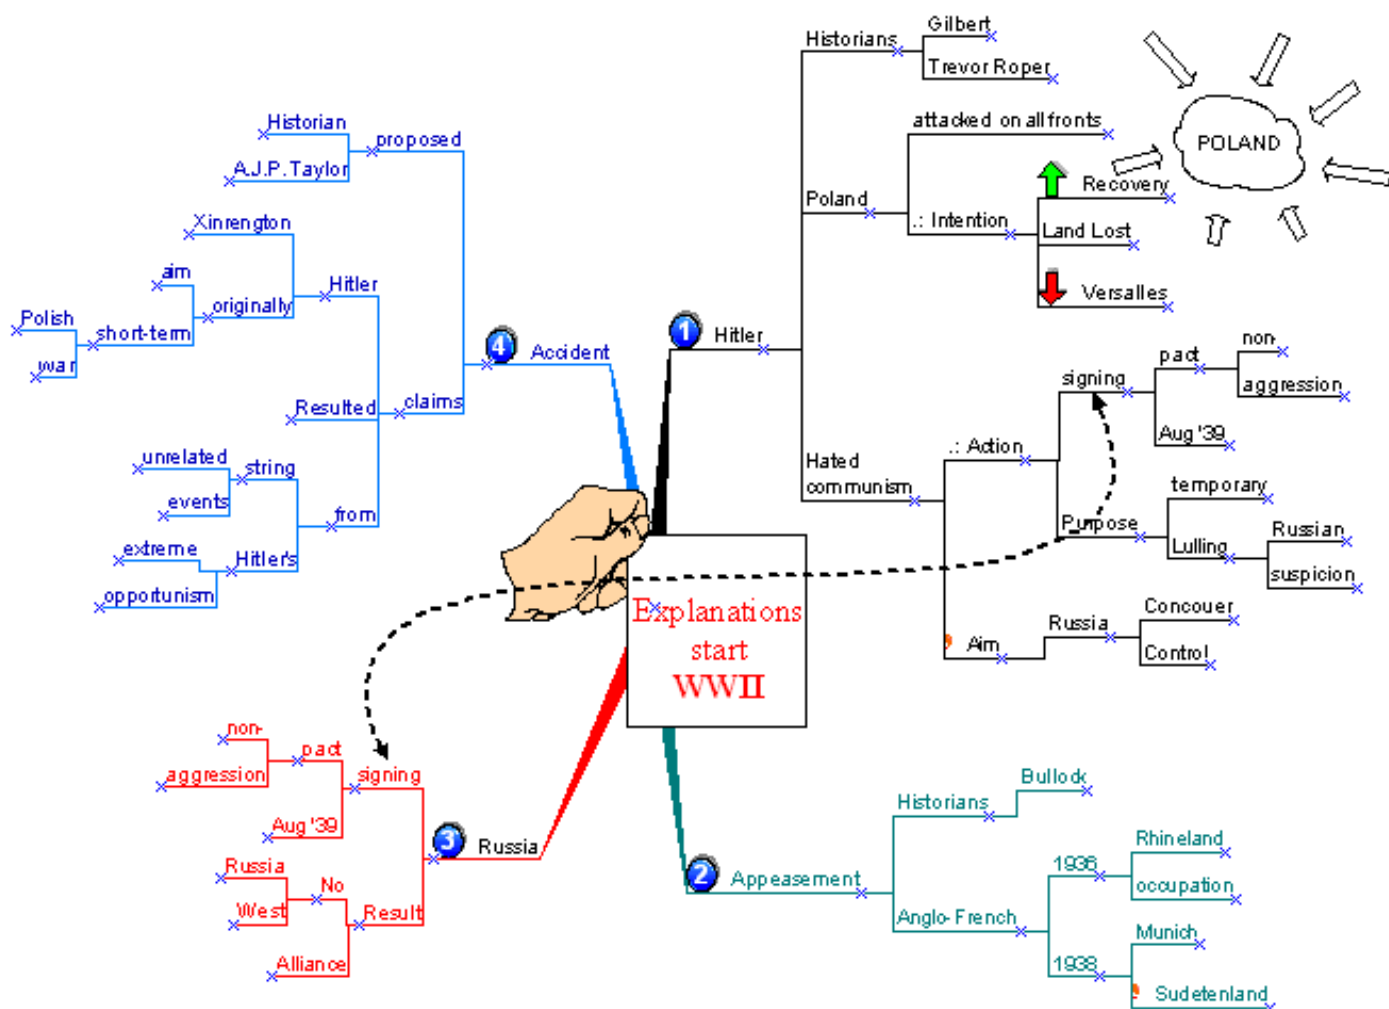 Explanations
start
WWII
1
Hitler
Historians
Gilbert
Trevor Roper
Poland
attacked on all fronts
.: Intention
Recovery
Land Lost
Versalles
POLAND
Hated
communism
.: Action
signing
pact
non-
aggression
Aug '39
Purpose
temporary
Lulling
Russian
suspicion
Aim
Russia
Concouer
Control
2
Appeasement
Historians
Bullock
Anglo-French
1936
Rhineland
occupation
1938
Munich
Sudetenland
3
Russia
signing
pact
non-
aggression
Aug '39
Result
No
Russia
West
Alliance
4
Accident
proposed
Historian
A.J.P. Taylor
claims
Hitler
Xinrengton
originally
aim
short-term
Polish
war
Resulted
from
string
unrelated
events
Hitler's
extreme
opportunism